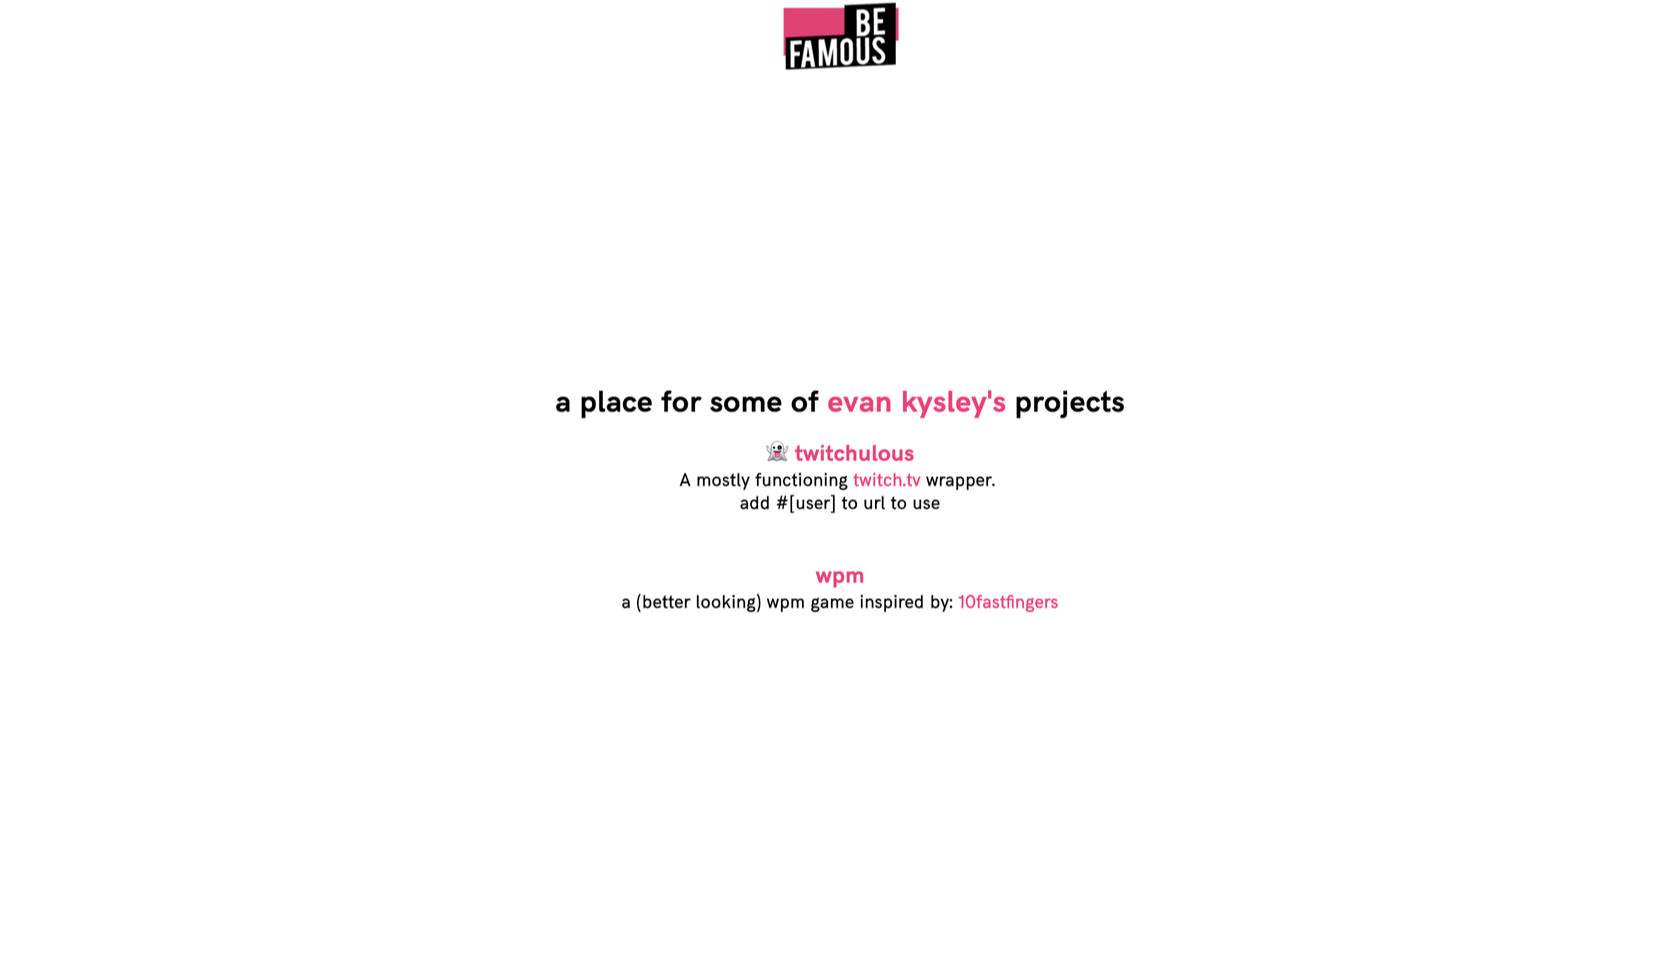 BE
FAMOUS
a place for some of evan kysley's projects
👻 twitchulous
A mostly functioning twitch.tv wrapper.
add #[user] to url to use
wpm
a (better looking) wpm game inspired by: 10fastfingers